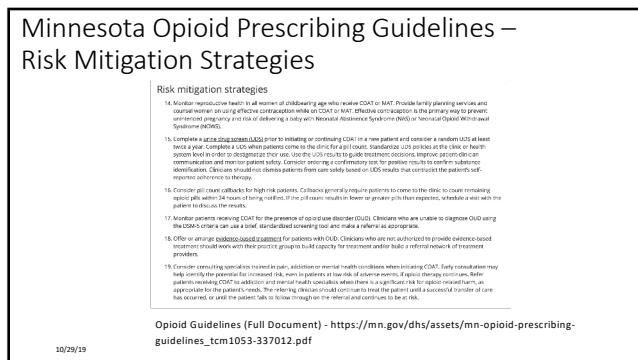 Minnesota Opioid Prescribing Guidelines –
Risk Mitigation Strategies
Risk mitigation strategies
14. Monitor reproductive health in all women of childbearing age who receive COAT or MAT. Provide family planning services and
counsel women on using effective contraception while on COAT or MAT. Effective contraception is the primary way to prevent
unintended pregnancy and risk of delivering a baby with Neonatal Abstinence Syndrome (NAS) or Neonatal Opioid Withdrawal
Syndrome (NOWS).
15. Complete a urine drug screen (UDS) prior to initiating or continuing COAT in a new patient and consider a random UDS at least
twice a year. Complete a UDS when patients come to the clinic for a pill count. Standardize UDS policies at the clinic or health
system level in order to destigmatize their use. Use the UDS results to guide treatment decisions, improve patient-clinician
communication and monitor patient safety. Consider ordering a confirmatory test for positive results to confirm substance
identification. Clinicians should not dismiss patients from care solely based on UDS results that contradict the patient's self-
reported adherence to therapy.
16. Consider pill count callbacks for high risk patients. Callbacks generally require patients to come to the clinic to count remaining
opioid pills within 24 hours of being notified. If the pill count results in fewer or greater pills than expected, schedule a visit with the
patient to discuss the results.
17. Monitor patients receiving COAT for the presence of opioid use disorder (OUD). Clinicians who are unable to diagnose OUD using
the DSM-5 criteria can use a brief, standardized screening tool and make a referral as appropriate.
18. Offer or arrange evidence-based treatment for patients with OUD. Clinicians who are not authorized to provide evidence-based
treatment should work with their practice group to build capacity for treatment and/or build a referral network of treatment
providers.
19. Consider consulting specialists trained in pain, addiction or mental health conditions when initiating COAT. Early consultation may
help identify the potential for increased risk, even in patients at low risk of adverse events, if opioid therapy continues. Refer
patients receiving COAT to addiction and mental health specialists when there is a significant risk for opioid-related harm, as
appropriate for the patient's needs. The referring clinician should continue to treat the patient until a successful transfer of care
has occurred, or until the patient fails to follow through on the referral and continues to be at risk.
Opioid Guidelines (Full Document) - https://mn.gov/dhs/assets/mn-opioid-prescribing-
guidelines_tcm1053-337012.pdf
10/29/19